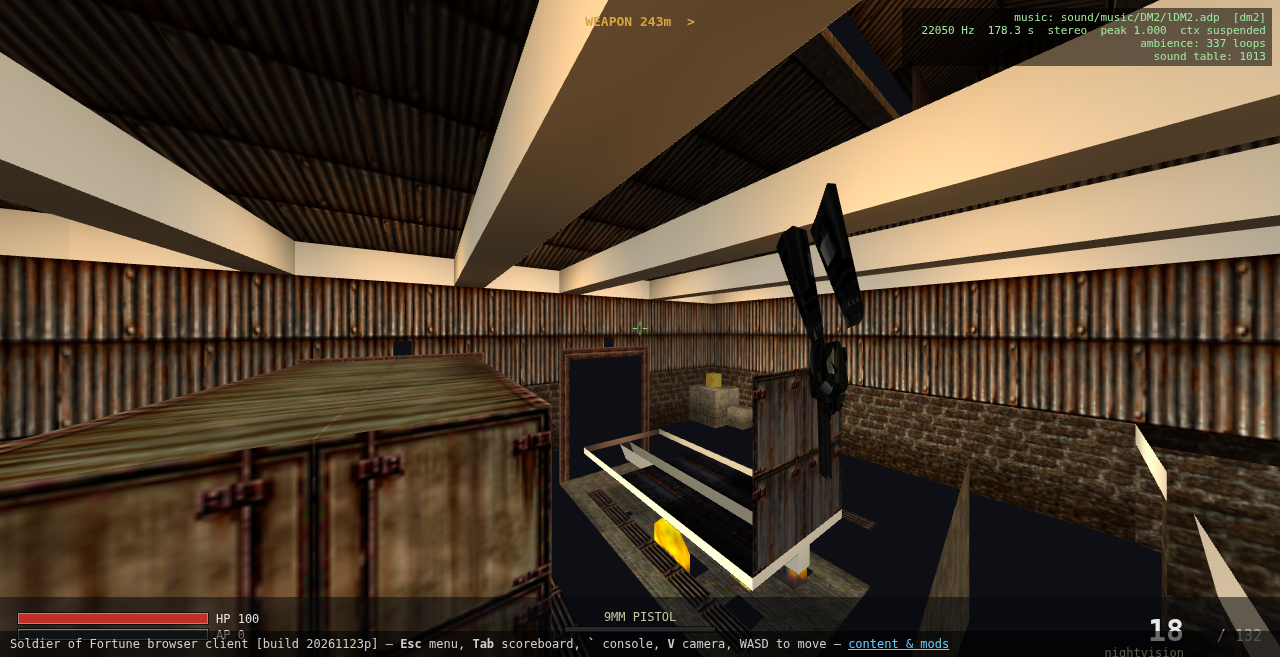 WEAPON 243m >
music: sound/music/DM2/lDM2.adp [dm2]
22050 Hz 178.3 s stereo peak 1.000 ctx suspended
ambience: 337 loops
sound table: 1013
HP 100
AP 0
9MM PISTOL
18 / 132
nightvision
Soldier of Fortune browser client [build 20261123p] — Esc menu, Tab scoreboard, ` console, V camera, WASD to move — content & mods